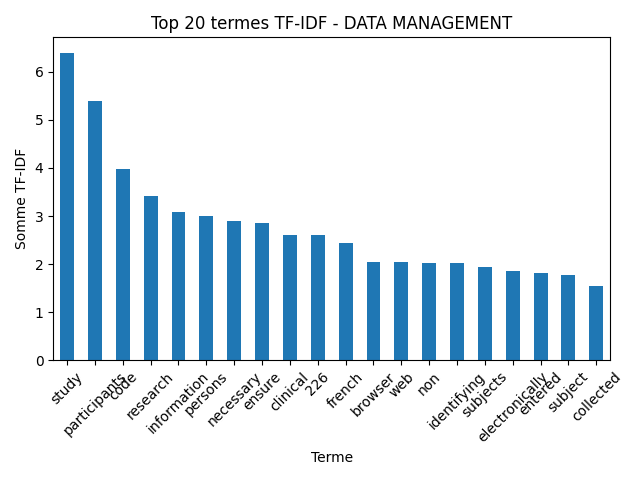 Top 20 termes TF-IDF - DATA MANAGEMENT
Somme TF-IDF
6
5
4
3
2
1
0
study
participants
code
research
information
persons
necessary
ensure
clinical
226
french
browser
web
non
identifying
subjects
electronically
entered
subject
collected
Terme